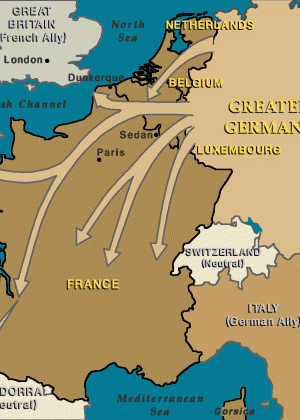 GREAT
BRITAIN
(French Ally)
North
Sea
NETHERLANDS
London
Dunkerque
BELGIUM
sh Channel
GREATER
GERMAN
Sedan
LUXEMBOURG
Paris
SWITZERLAND
(Neutral)
FRANCE
ITALY
(German Ally)
DORRA
eutral)
Mediterranean
Sea
Corsica